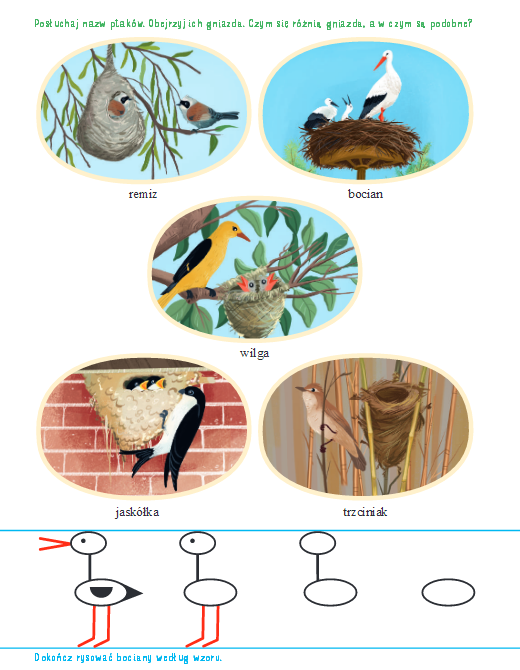 Posłuchaj nazw ptaków. Obejrzyj ich gniazda. Czym się różnią gniazda, a w czym są podobne?
remiz
bocian
wilga
jaskółka
trzciniak
Dokończ rysować bociany według wzoru.